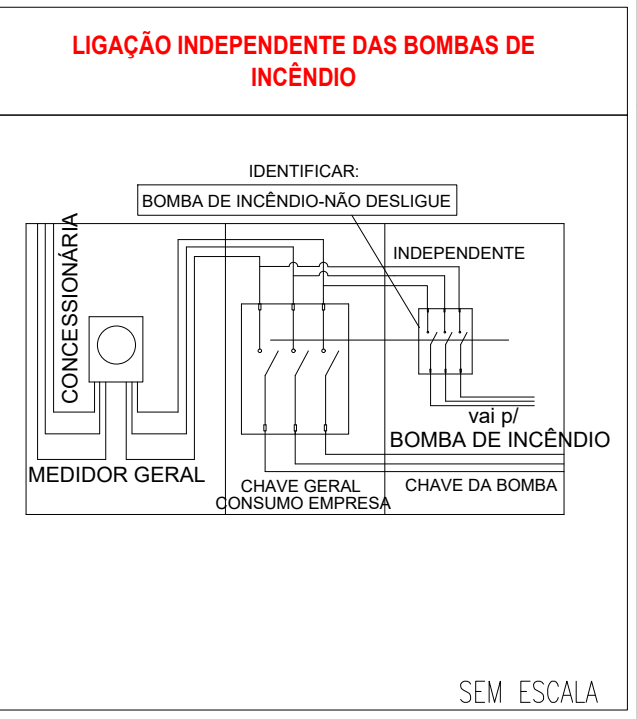 LIGAÇÃO INDEPENDENTE DAS BOMBAS DE
INCÊNDIO
IDENTIFICAR:
BOMBA DE INCÊNDIO-NÃO DESLIGUE
CONCESSIONÁRIA
INDEPENDENTE
vai p/
BOMBA DE INCÊNDIO
MEDIDOR GERAL
CHAVE GERAL
CONSUMO EMPRESA
CHAVE DA BOMBA
SEM ESCALA